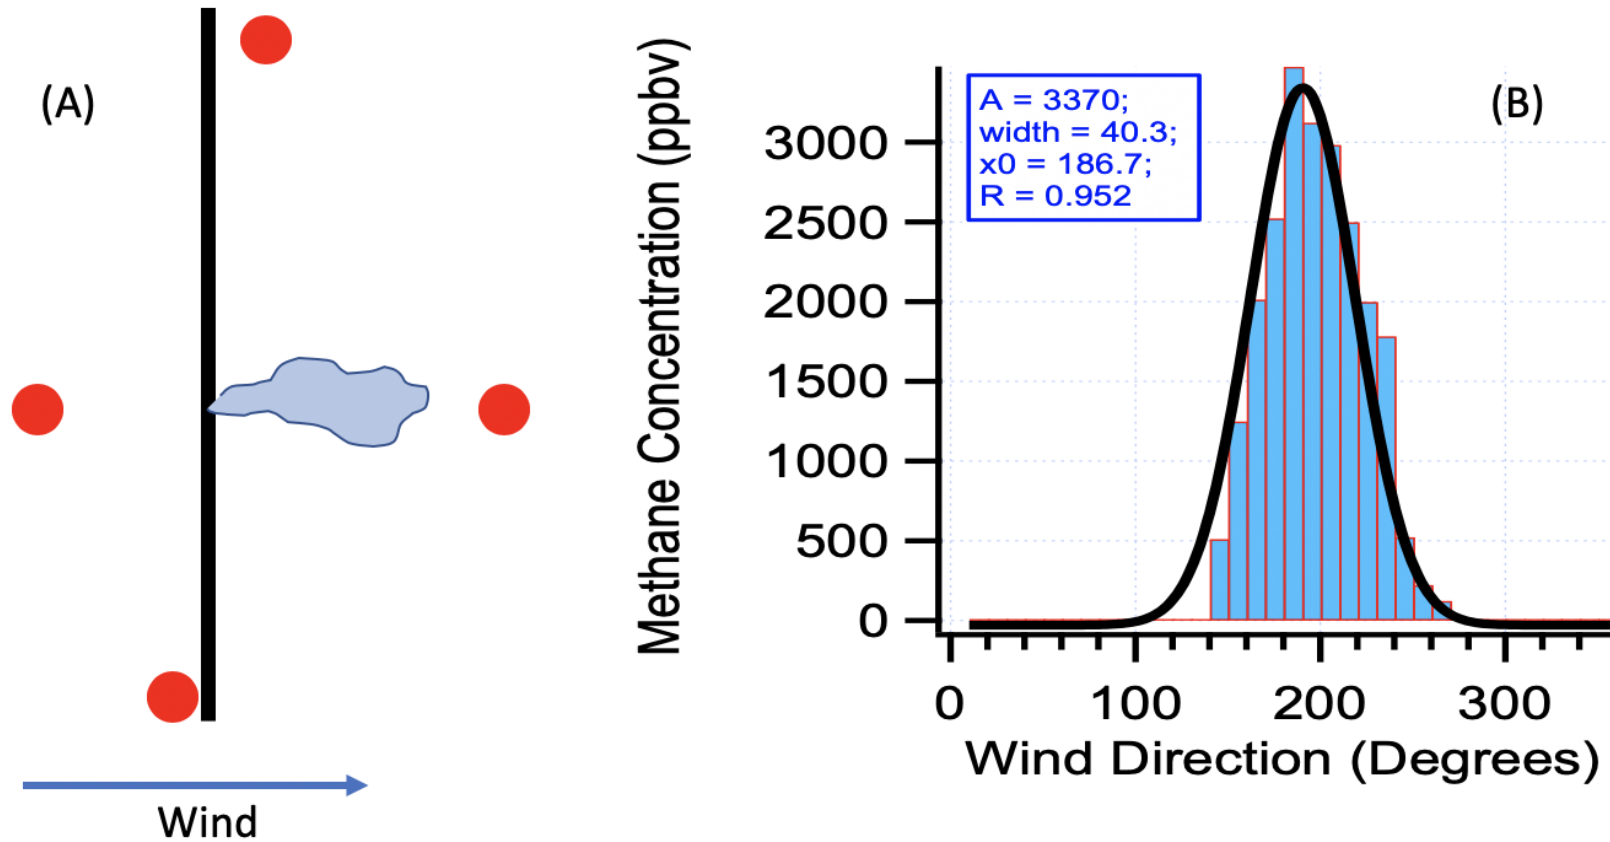 (A)
Wind
Methane Concentration (ppbv)
A = 3370;
width = 40.3;
x0 = 186.7;
R = 0.952
(B)
3000
2500
2000
1500
1000
500
0
0 100 200 300
Wind Direction (Degrees)